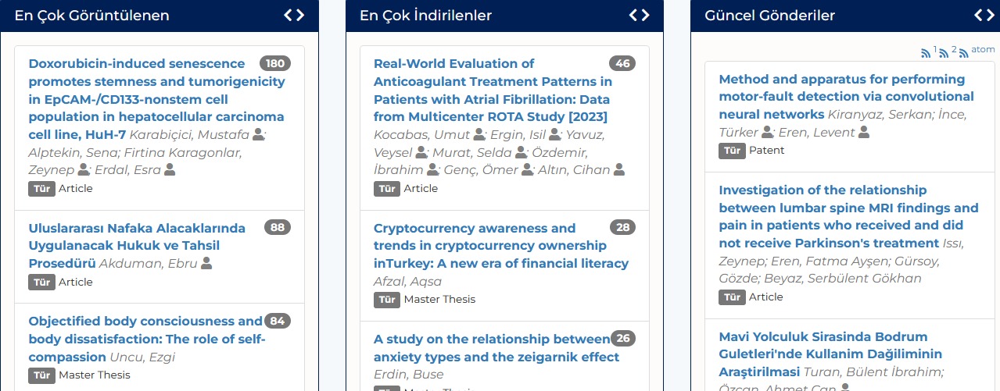 En Çok Görüntülenen
Doxorubicin-induced senescence 180
promotes stemness and tumorigenicity
in EpCAM-/CD133-nonstem cell
population in hepatocellular carcinoma
cell line, HuH-7 Karabiçici, Mustafa ;
Alptekin, Sena; Firtina Karagonlar,
Zeynep ; Erdal, Esra
Tür Article
Uluslararası Nafaka Alacaklarında 88
Uygulanacak Hukuk ve Tahsil
Prosedürü Akduman, Ebru
Tür Article
Objectified body consciousness and 84
body dissatisfaction: The role of self-
compassion Uncu, Ezgi
Tür Master Thesis
En Çok İndirilenler
Real-World Evaluation of 46
Anticoagulant Treatment Patterns in
Patients with Atrial Fibrillation: Data
from Multicenter ROTA Study [2023]
Kocabas, Umut ; Ergin, Isil ; Yavuz,
Veysel ; Murat, Selda ; Özdemir,
İbrahim ; Genç, Ömer ; Altın, Cihan
Tür Article
Cryptocurrency awareness and 28
trends in cryptocurrency ownership
inTurkey: A new era of financial literacy
Afzal, Aqsa
Tür Master Thesis
A study on the relationship between 26
anxiety types and the zeigarnik effect
Erdin, Buse
Tür Master Thesis
Güncel Gönderiler
1 2 atom
Method and apparatus for performing
motor-fault detection via convolutional
neural networks Kiranyaz, Serkan; İnce,
Türker ; Eren, Levent
Tür Patent
Investigation of the relationship
between lumbar spine MRI findings and
pain in patients who received and did
not receive Parkinson's treatment Issı,
Zeynep; Eren, Fatma Ayşen; Gürsoy,
Gözde; Beyaz, Serbülent Gökhan
Tür Article
Mavi Yolculuk Sirasinda Bodrum
Guletleri'nde Kullanim Dağiliminin
Araştirilmasi Turan, Bülent İbrahim;
Özcan, Ahmet Can